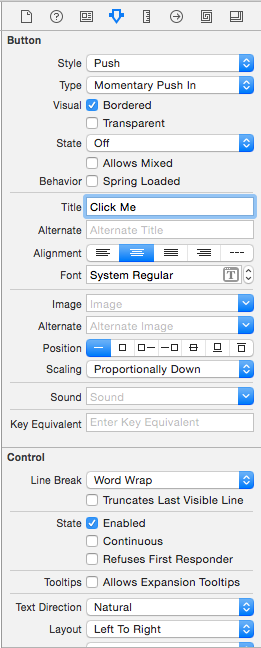 Button
Style Push
Type Momentary Push In
Visual Bordered
Transparent
State Off
Allows Mixed
Behavior Spring Loaded
Title Click Me
Alternate Alternate Title
Alignment
Font System Regular T
Image Image
Alternate Alternate Image
Position
Scaling Proportionally Down
Sound Sound
Key Equivalent Enter Key Equivalent
Control
Line Break Word Wrap
Truncates Last Visible Line
State Enabled
Continuous
Refuses First Responder
Tooltips Allows Expansion Tooltips
Text Direction Natural
Layout Left To Right